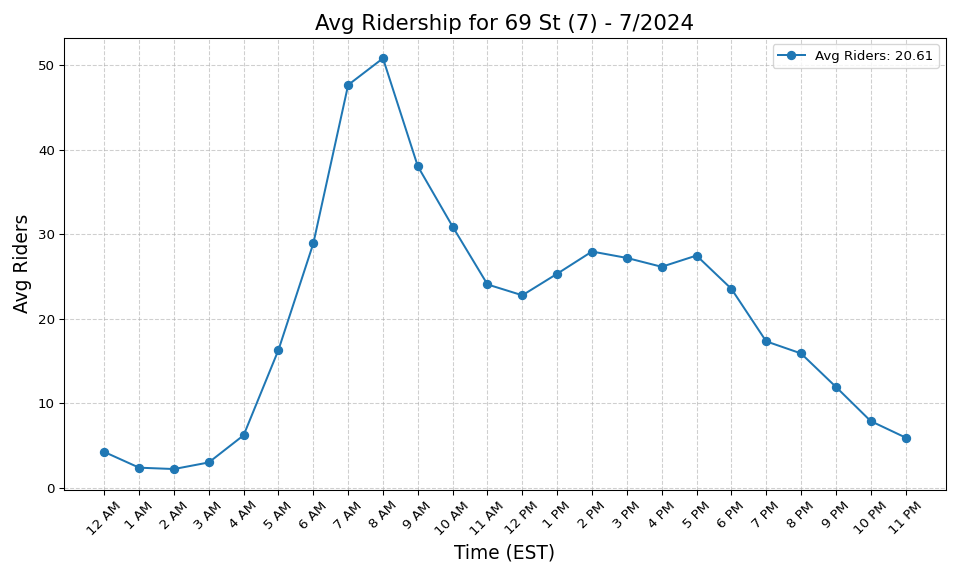 Avg Ridership for 69 St (7) - 7/2024
Avg Riders: 20.61
Avg Riders
50
40
30
20
10
0
12 AM
1 AM
2 AM
3 AM
4 AM
5 AM
6 AM
7 AM
8 AM
9 AM
10 AM
11 AM
12 PM
1 PM
2 PM
3 PM
4 PM
5 PM
6 PM
7 PM
8 PM
9 PM
10 PM
11 PM
Time (EST)